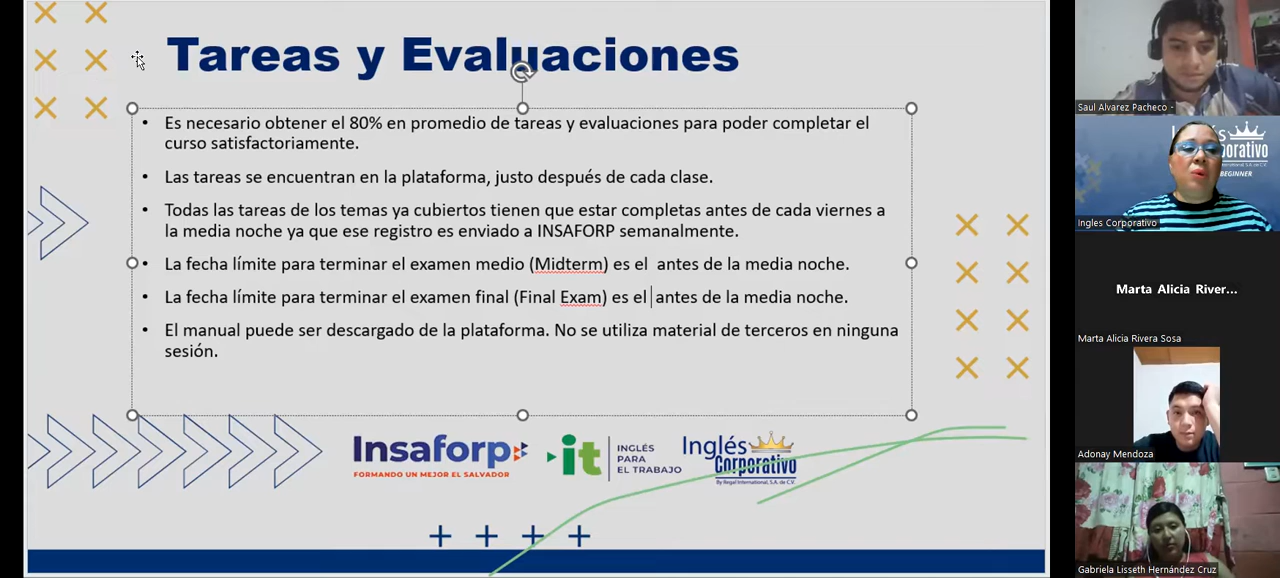 Tareas y Evaluaciones
• Es necesario obtener el 80% en promedio de tareas y evaluaciones para poder completar el
curso satisfactoriamente.
• Las tareas se encuentran en la plataforma, justo después de cada clase.
• Todas las tareas de los temas ya cubiertos tienen que estar completas antes de cada viernes a
la media noche ya que ese registro es enviado a INSAFORP semanalmente.
• La fecha límite para terminar el examen medio (Midterm) es el  antes de la media noche.
• La fecha límite para terminar el examen final (Final Exam) es el  antes de la media noche.
• El manual puede ser descargado de la plataforma. No se utiliza material de terceros en ninguna
sesión.
Insaforp
FORMANDO UN MEJOR EL SALVADOR
it
INGLÉS
PARA
EL TRABAJO
Inglés
Corporativo
By Regal International, S.A. de C.V.
Saul Alvarez Pacheco -
BEGINNER
Ingles Corporativo
Marta Alicia River...
Marta Alicia Rivera Sosa
Adonay Mendoza
Gabriela Lisseth Hernández Cruz